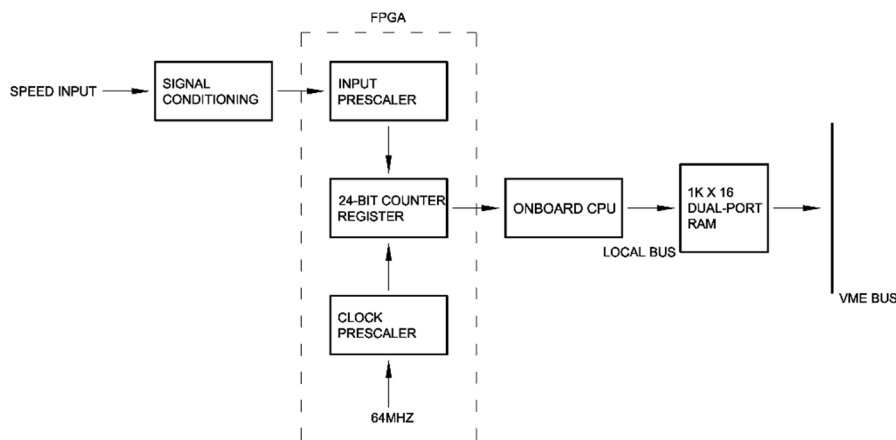 FPGA
SPEED INPUT
SIGNAL
CONDITIONING
INPUT
PRESCALER
24-BIT COUNTER
REGISTER
ONBOARD CPU
1K X 16
DUAL-PORT
RAM
LOCAL BUS
VME BUS
CLOCK
PRESCALER
64MHZ